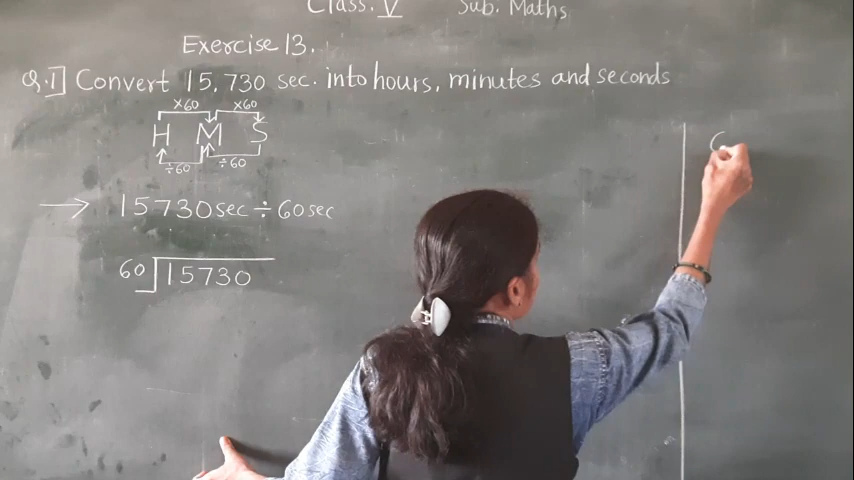 Class. V Sub. Maths
Exercise 13.
Q.1] Convert 15,730 sec. into hours, minutes and seconds
×60 ×60
H M S
÷60 ÷60
→ 15730 sec ÷ 60 sec
60 15730